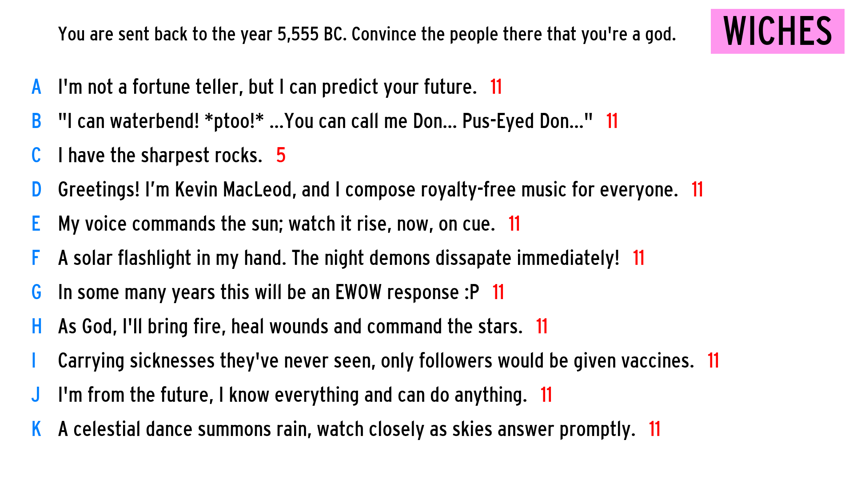 You are sent back to the year 5,555 BC. Convince the people there that you're a god.
WICHES
A I'm not a fortune teller, but I can predict your future. 11
B "I can waterbend! *ptoo!* ...You can call me Don... Pus-Eyed Don..." 11
C I have the sharpest rocks. 5
D Greetings! I’m Kevin MacLeod, and I compose royalty-free music for everyone. 11
E My voice commands the sun; watch it rise, now, on cue. 11
F A solar flashlight in my hand. The night demons dissapate immediately! 11
G In some many years this will be an EWOW response :P 11
H As God, I'll bring fire, heal wounds and command the stars. 11
I Carrying sicknesses they've never seen, only followers would be given vaccines. 11
J I'm from the future, I know everything and can do anything. 11
K A celestial dance summons rain, watch closely as skies answer promptly. 11